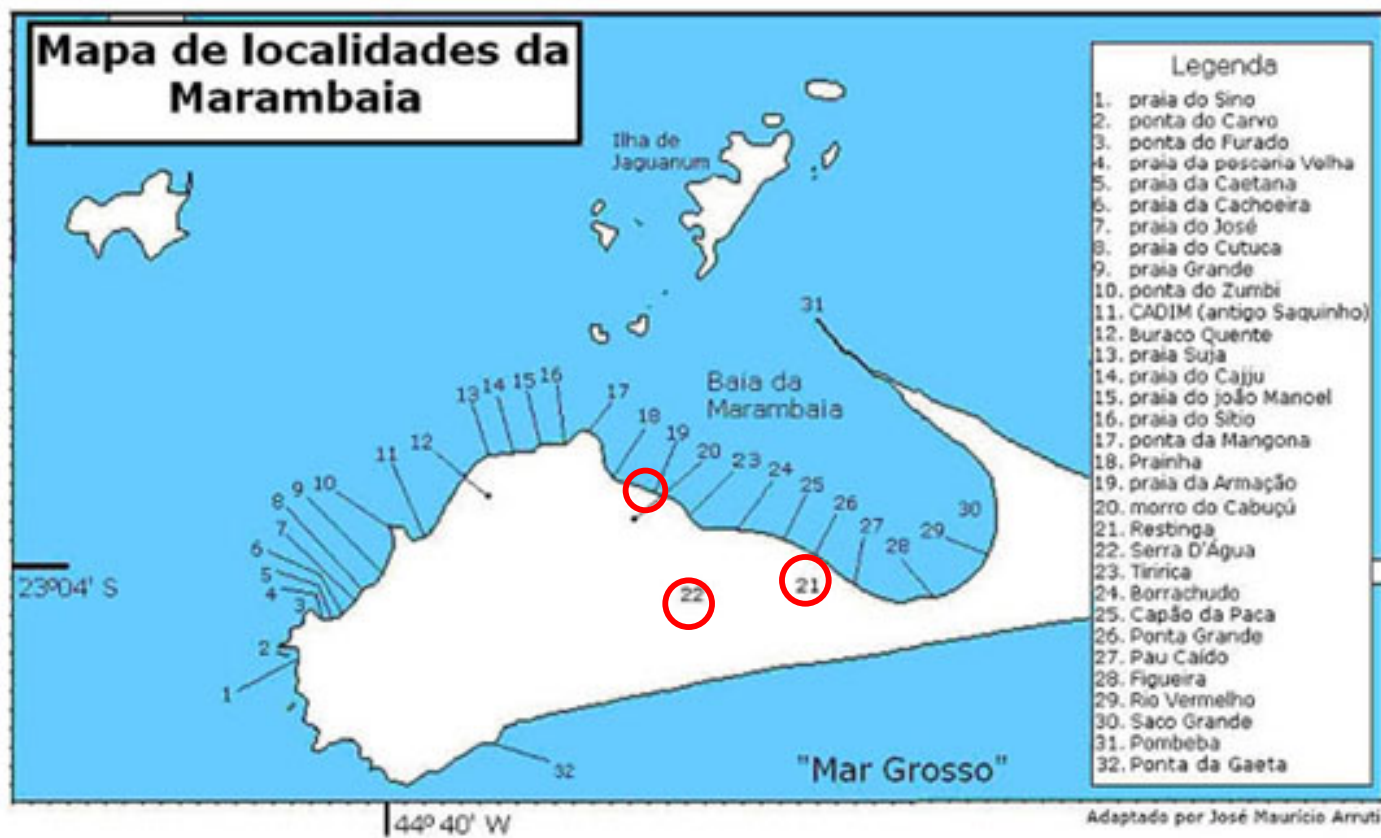 Mapa de localidades da
Marambaia
Ilha de
Jaguanum
31
Baia da
Marambaia
13
14
15
16
17
18
19
20
23
24
25
26
27
28
29
30
12
11
10
9
8
7
6
5
4
3
2
1
21
22
32
23º04' S
44º 40' W
"Mar Grosso"
Legenda
1. praia do Sino
2. ponta do Carvo
3. ponta do Furado
4. praia da pescaria Velha
5. praia da Caetana
6. praia da Cachoeira
7. praia do José
8. praia do Cutuca
9. praia Grande
10. ponta do Zumbi
11. CADIM (antigo Saquinho)
12. Buraco Quente
13. praia Suja
14. praia do Cajju
15. praia do joão Manoel
16. praia do Sítio
17. ponta da Mangona
18. Prainha
19. praia da Armação
20. morro do Cabuçú
21. Restinga
22. Serra D'Água
23. Tiririca
24. Borrachudo
25. Capão da Paca
26. Ponta Grande
27. Pau Caído
28. Figueira
29. Rio Vermelho
30. Saco Grande
31. Pombeba
32. Ponta da Gaeta
Adaptado por José Maurício Arruti